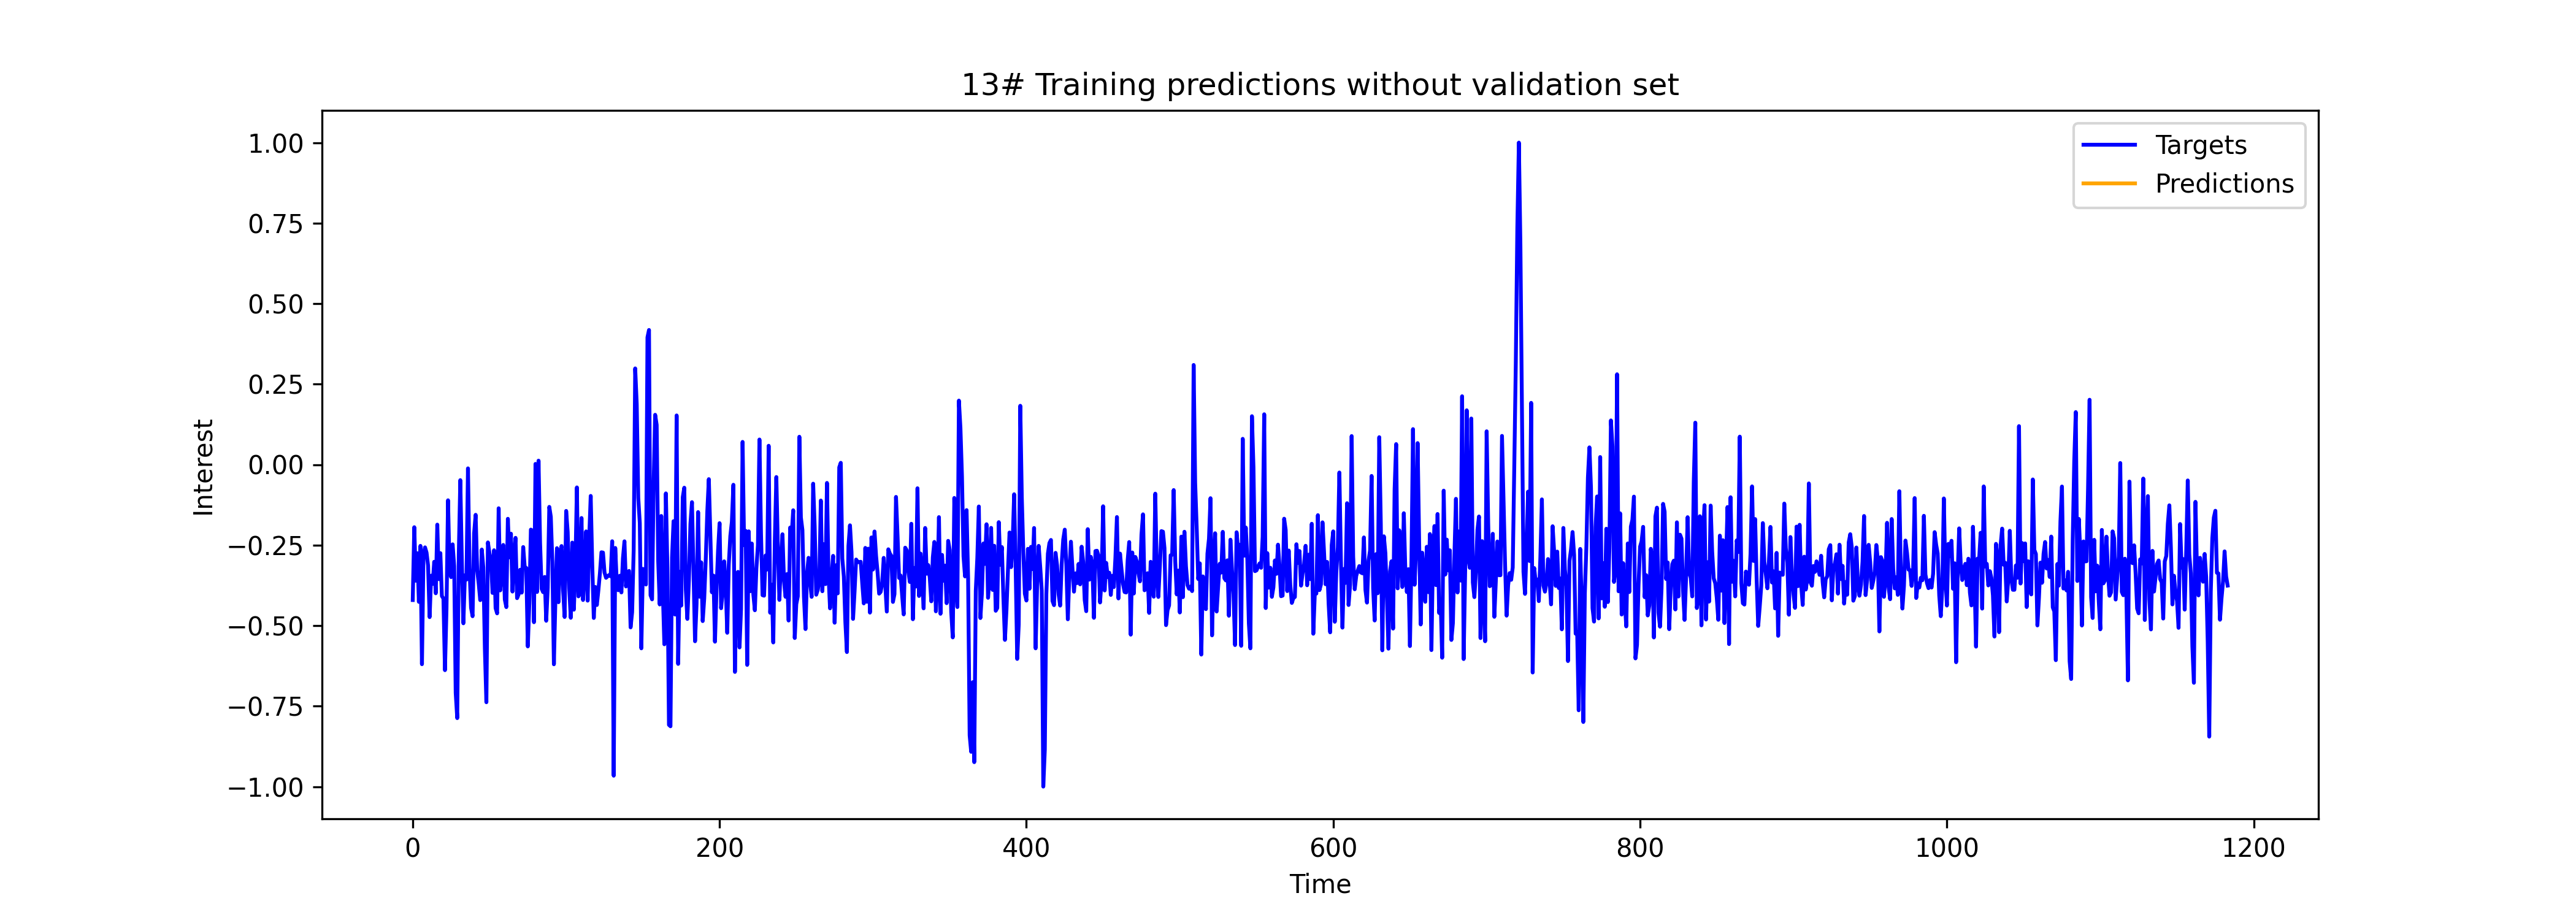 13# Training predictions without validation set
Targets
Predictions
1.00
0.75
0.50
0.25
0.00
−0.25
−0.50
−0.75
−1.00
Interest
0 200 400 600 800 1000 1200
Time